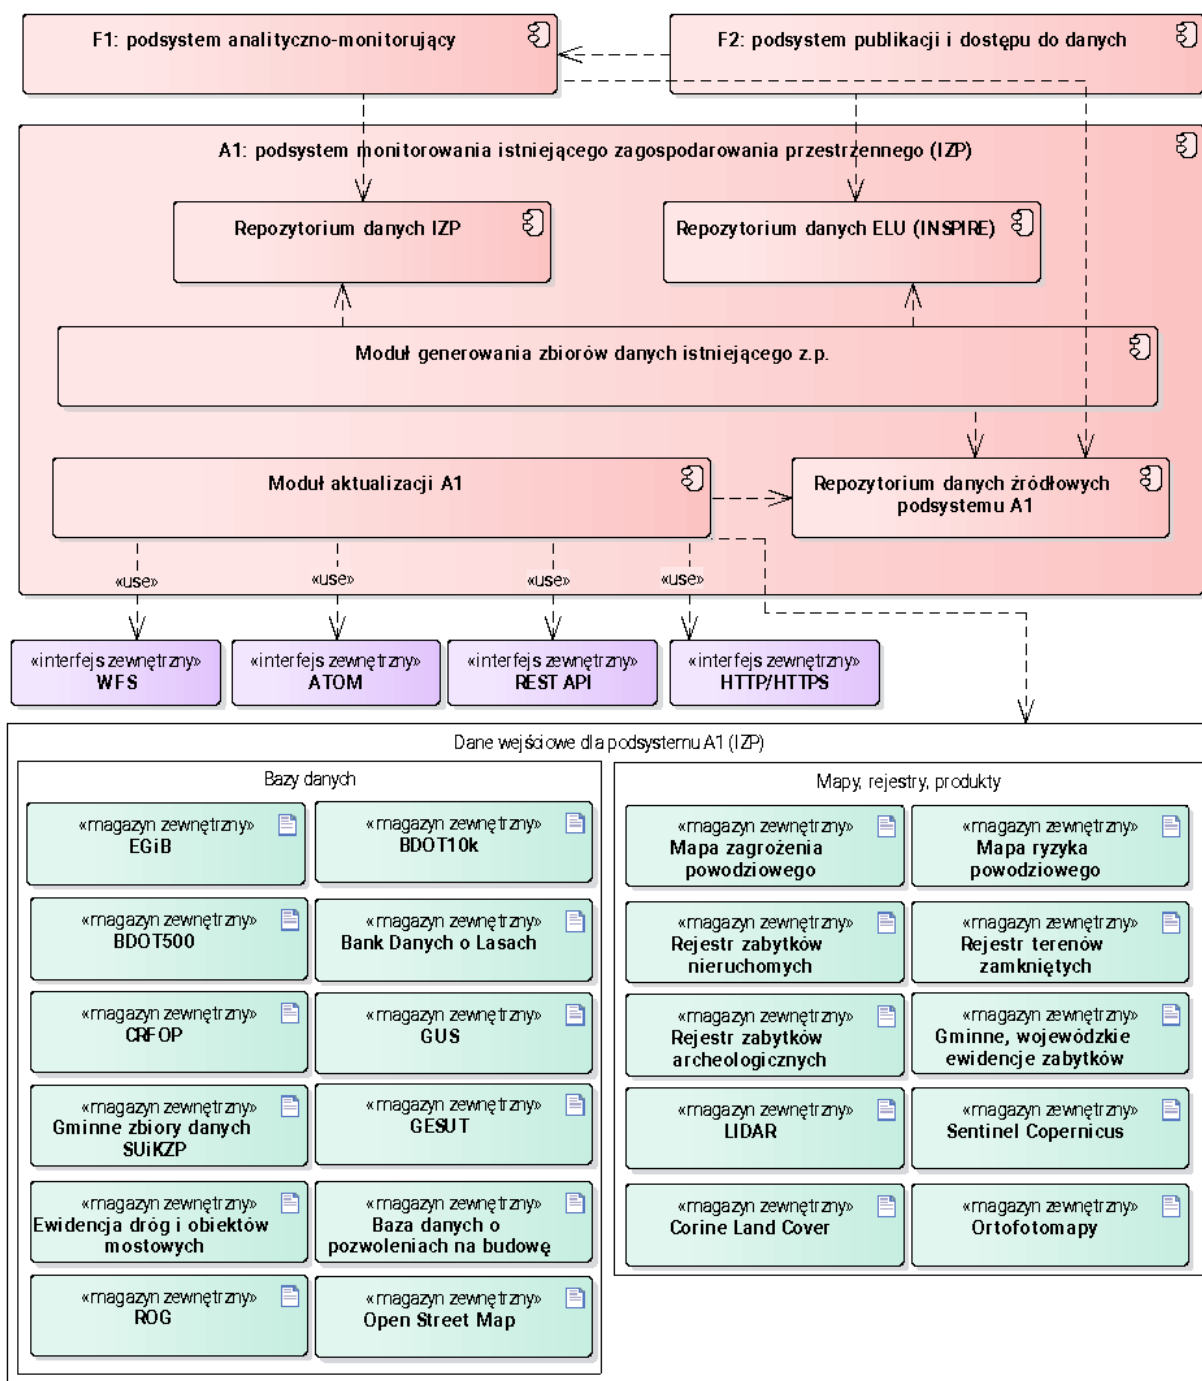 F1: podsystem analityczno-monitorujący
F2: podsystem publikacji i dostępu do danych
A1: podsystem monitorowania istniejącego zagospodarowania przestrzennego (IZP)
Repozytorium danych IZP
Repozytorium danych ELU (INSPIRE)
Moduł generowania zbiorów danych istniejącego z.p.
Moduł aktualizacji A1
Repozytorium danych źródłowych
podsystemu A1
«use»
«use»
«use»
«use»
«interfejs zewnętrzny»
WFS
«interfejs zewnętrzny»
ATOM
«interfejs zewnętrzny»
REST API
«interfejs zewnętrzny»
HTTP/HTTPS
Dane wejściowe dla podsystemu A1 (IZP)
Bazy danych
«magazyn zewnętrzny»
EGiB
«magazyn zewnętrzny»
BDOT10k
«magazyn zewnętrzny»
BDOT500
«magazyn zewnętrzny»
Bank Danych o Lasach
«magazyn zewnętrzny»
CRFOP
«magazyn zewnętrzny»
GUS
«magazyn zewnętrzny»
Gminne zbiory danych
SUiKZP
«magazyn zewnętrzny»
GESUT
«magazyn zewnętrzny»
Ewidencja dróg i obiektów
mostowych
«magazyn zewnętrzny»
Baza danych o
pozwoleniach na budowę
«magazyn zewnętrzny»
ROG
«magazyn zewnętrzny»
Open Street Map
Mapy, rejestry, produkty
«magazyn zewnętrzny»
Mapa zagrożenia
powodziowego
«magazyn zewnętrzny»
Mapa ryzyka
powodziowego
«magazyn zewnętrzny»
Rejestr zabytków
nieruchomych
«magazyn zewnętrzny»
Rejestr terenów
zamkniętych
«magazyn zewnętrzny»
Rejestr zabytków
archeologicznych
«magazyn zewnętrzny»
Gminne, wojewódzkie
ewidencje zabytków
«magazyn zewnętrzny»
LIDAR
«magazyn zewnętrzny»
Sentinel Copernicus
«magazyn zewnętrzny»
Corine Land Cover
«magazyn zewnętrzny»
Ortofotomapy